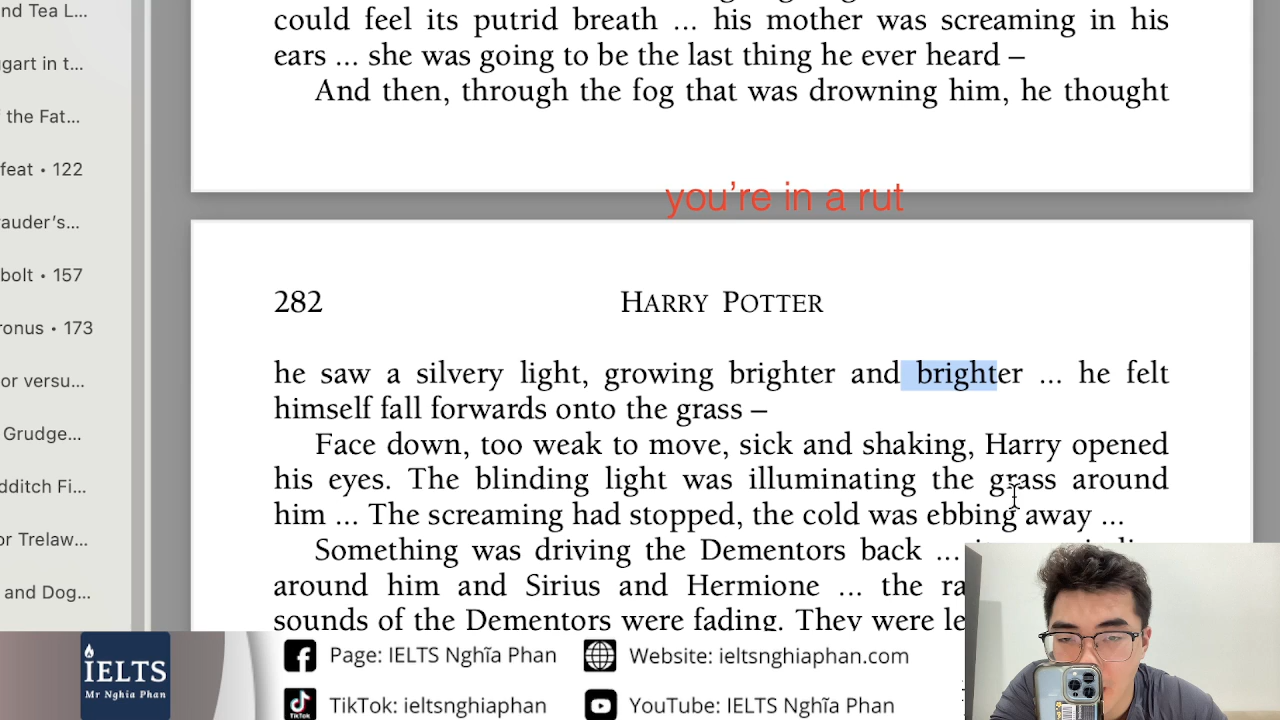 nd Tea L...
gart in t...
the Fat...
feat • 122
auder's...
bolt • 157
ronus • 173
or versu...
Grudge...
dditch Fi...
or Trelaw...
and Dog...
could feel its putrid breath ... his mother was screaming in his
ears ... she was going to be the last thing he ever heard –
And then, through the fog that was drowning him, he thought
you're in a rut
282 HARRY POTTER
he saw a silvery light, growing brighter and brighter ... he felt
himself fall forwards onto the grass –
Face down, too weak to move, sick and shaking, Harry opened
his eyes. The blinding light was illuminating the grass around
him ... The screaming had stopped, the cold was ebbing away ...
Something was driving the Dementors back ...
around him and Sirius and Hermione ... the ra
sounds of the Dementors were fading. They were le
IELTS
Mr Nghia Phan
Page: IELTS Nghĩa Phan
Website: ieltsnghiaphan.com
TikTok: ieltsnghiaphan
YouTube: IELTS Nghĩa Phan